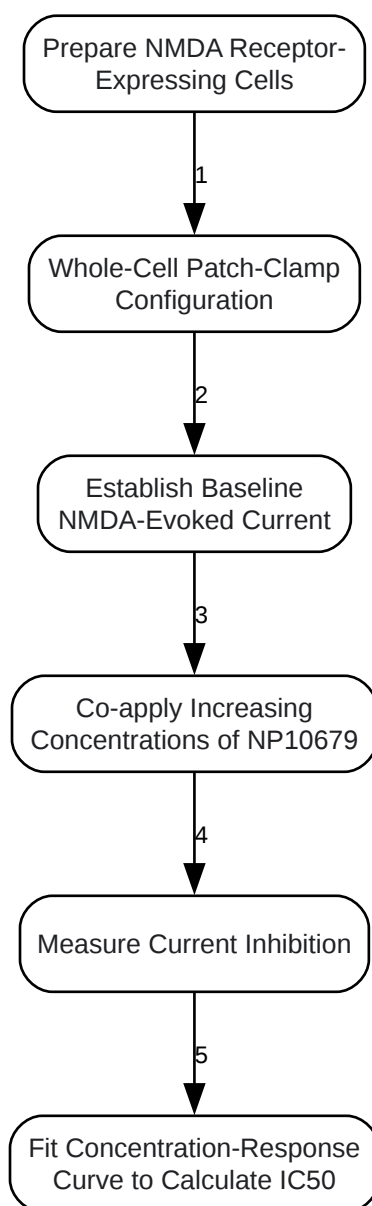 Prepare NMDA Receptor-
Expressing Cells
1
Whole-Cell Patch-Clamp
Configuration
2
Establish Baseline
NMDA-Evoked Current
3
Co-apply Increasing
Concentrations of NP10679
4
Measure Current Inhibition
5
Fit Concentration-Response
Curve to Calculate IC50